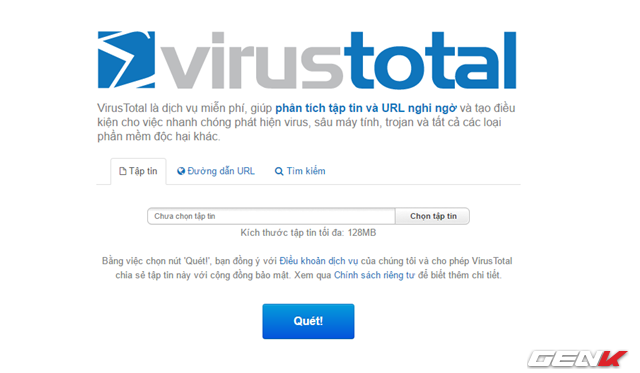 virustotal
VirusTotal là dịch vụ miễn phí, giúp phân tích tập tin và URL nghi ngờ và tạo điều
kiện cho việc nhanh chóng phát hiện virus, sâu máy tính, trojan và tất cả các loại
phần mềm độc hại khác.
Tập tin Đường dẫn URL Tìm kiếm
Chưa chọn tập tin Chọn tập tin
Kích thước tập tin tối đa: 128MB
Bằng việc chọn nút 'Quét!', bạn đồng ý với Điều khoản dịch vụ của chúng tôi và cho phép VirusTotal
chia sẻ tập tin này với cộng đồng bảo mật. Xem qua Chính sách riêng tư để biết thêm chi tiết.
Quét!
GENK